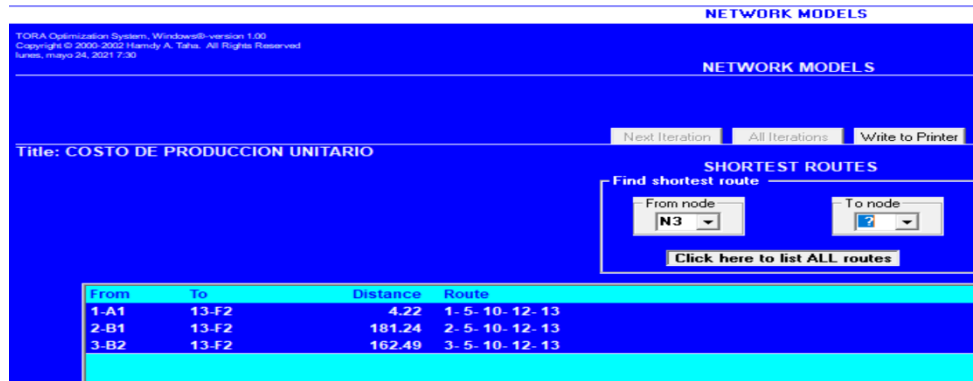 NETWORK MODELS
TORA Optimization System, Windows®-version 1.00
Copyright © 2000-2002 Hamdy A. Taha. All Rights Reserved
lunes, mayo 24, 2021 7:30
NETWORK MODELS
Next Iteration All Iterations Write to Printer
Title: COSTO DE PRODUCCION UNITARIO
SHORTEST ROUTES
Find shortest route
From node To node
N3 ?
Click here to list ALL routes
From To Distance Route
1-A1 13-F2 4.22 1- 5- 10- 12- 13
2-B1 13-F2 181.24 2- 5- 10- 12- 13
3-B2 13-F2 162.49 3- 5- 10- 12- 13